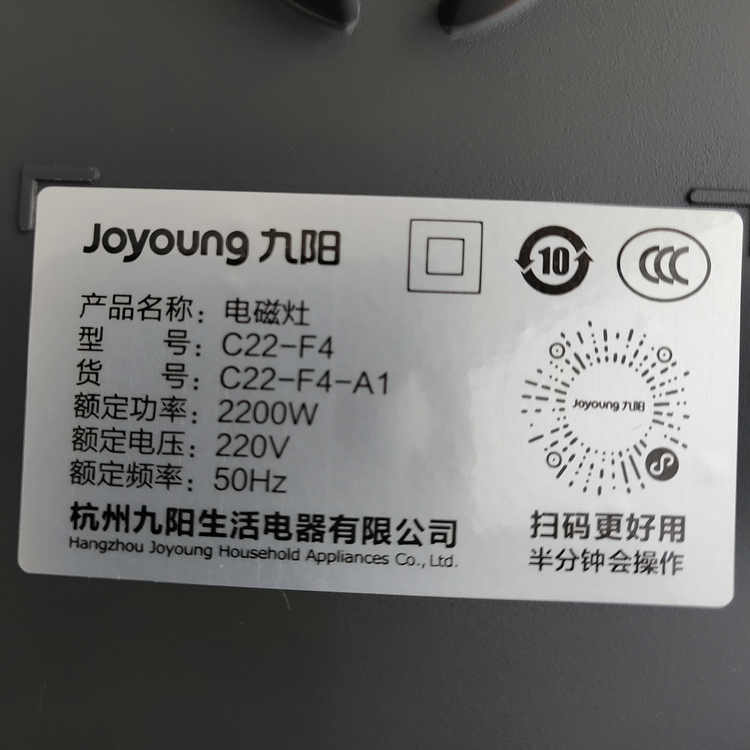 Joyoung 九阳
10
CCC
产品名称：电磁灶
型 号：C22-F4
货 号：C22-F4-A1
额定功率：2200W
额定电压：220V
额定频率：50Hz
杭州九阳生活电器有限公司
Hangzhou Joyoung Household Appliances Co., Ltd.
Joyoung 九阳
扫码更好用
半分钟会操作